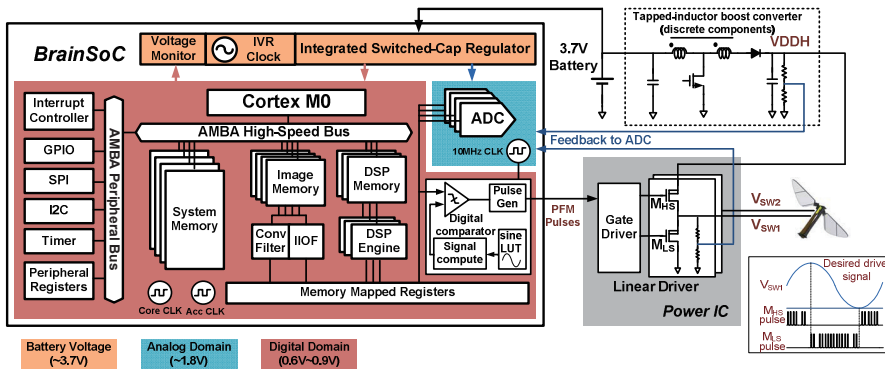 BrainSoC
Voltage
Monitor
IVR
Clock
Integrated Switched-Cap Regulator
3.7V
Battery
Tapped-inductor boost converter
(discrete components)
VDDH
Interrupt
Controller
GPIO
SPI
I2C
Timer
Peripheral
Registers
AMBA Peripheral Bus
Cortex M0
AMBA High-Speed Bus
System
Memory
Image
Memory
DSP
Memory
Conv
Filter
IIOF
DSP
Engine
Core CLK
Acc CLK
Memory Mapped Registers
ADC
10MHz CLK
Feedback to ADC
Pulse
Gen
Digital
comparator
Signal
compute
sine
LUT
PFM
Pulses
Gate
Driver
MHS
MLS
Linear Driver
Power IC
VSW2
VSW1
Desired drive
signal
VSW1
MHS
pulse
MLS
pulse
Battery Voltage
(~3.7V)
Analog Domain
(~1.8V)
Digital Domain
(0.6V~0.9V)